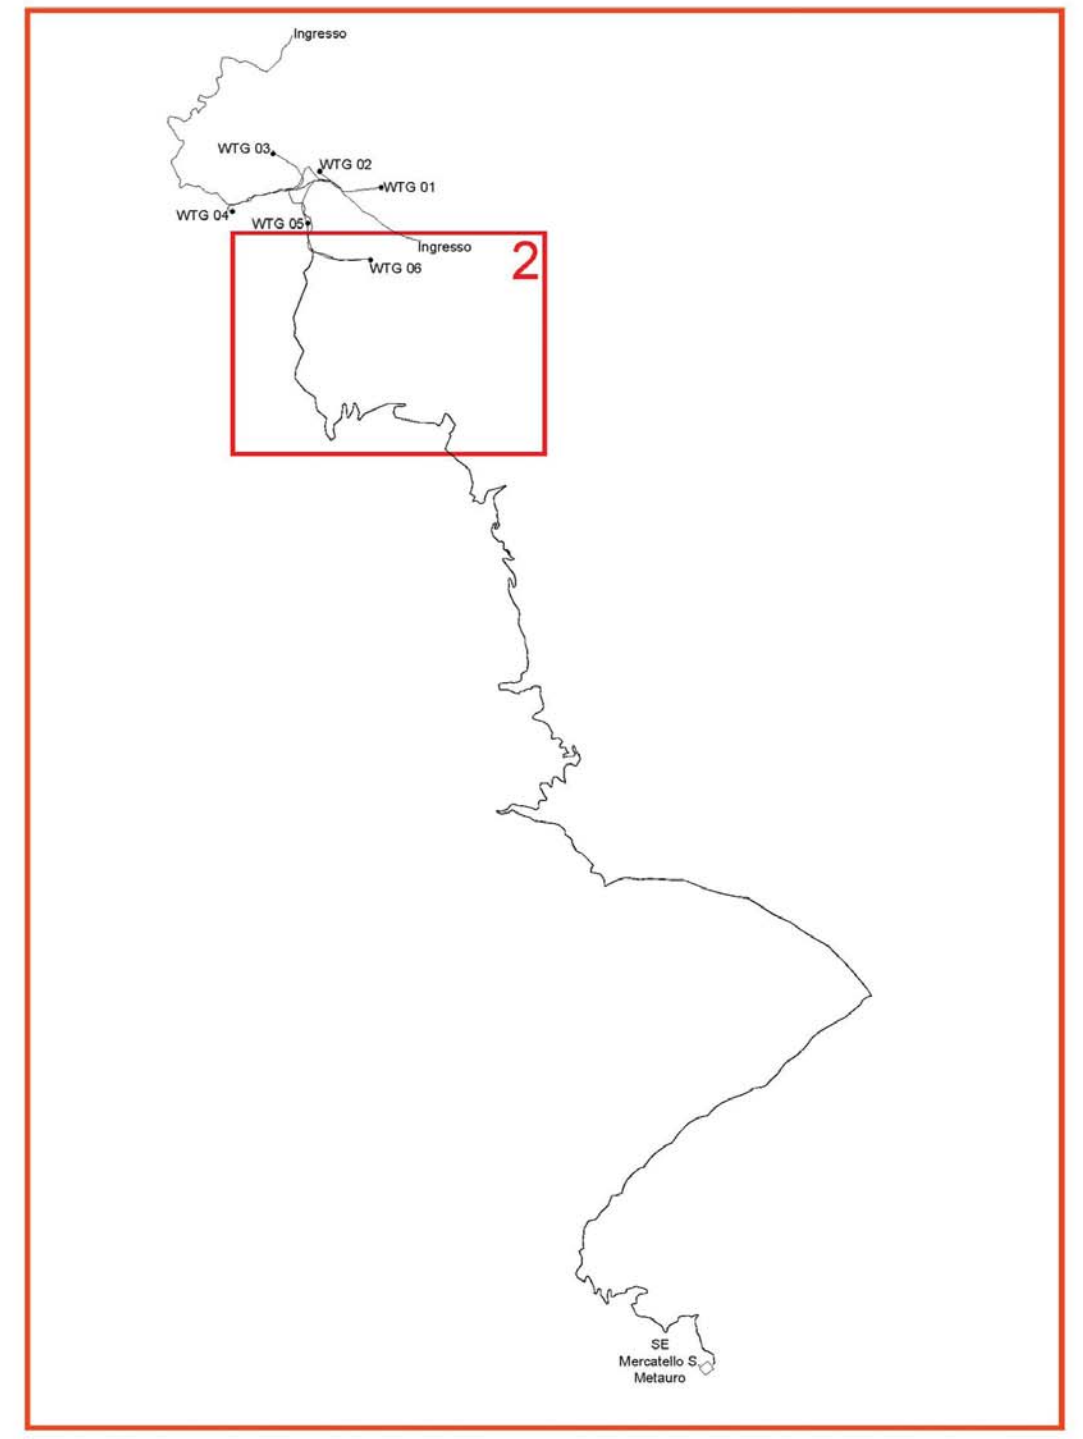 Ingresso
WTG 03
WTG 02
WTG 01
WTG 04
WTG 05
Ingresso
2
WTG 06
SE
Mercatello S.
Metauro